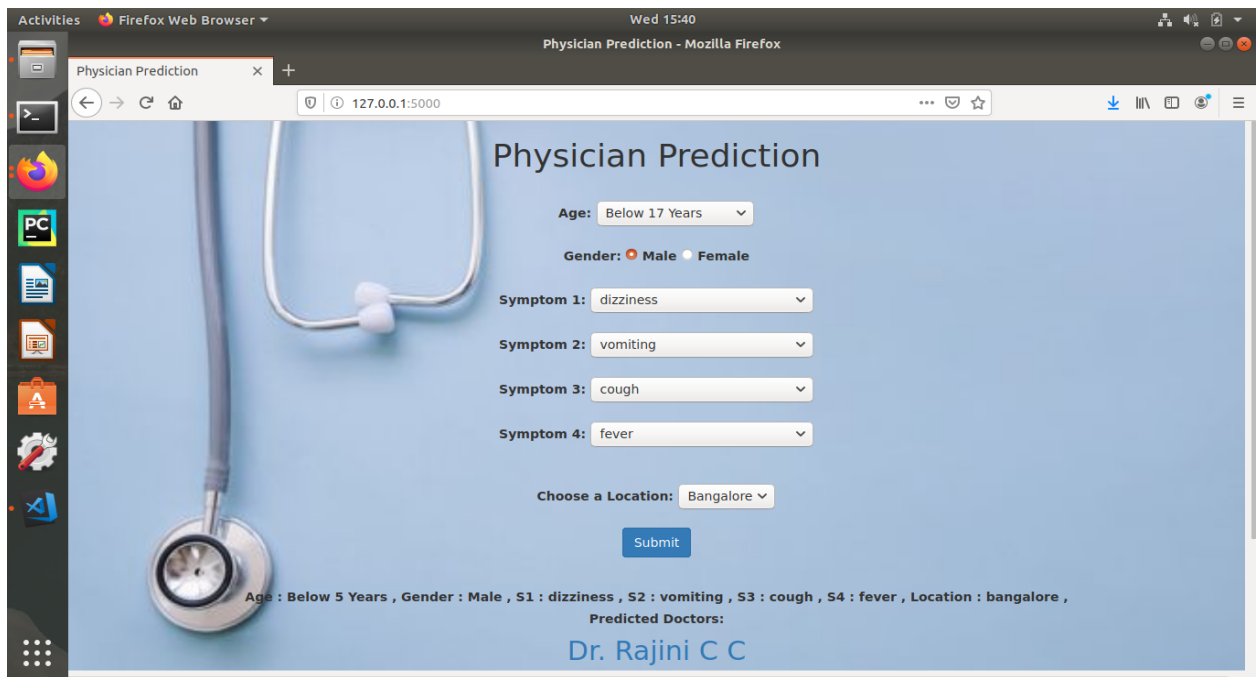 Activities Firefox Web Browser Wed 15:40
Physician Prediction - Mozilla Firefox
Physician Prediction
127.0.0.1:5000
Physician Prediction
Age: Below 17 Years
Gender: Male Female
Symptom 1: dizziness
Symptom 2: vomiting
Symptom 3: cough
Symptom 4: fever
Choose a Location: Bangalore
Submit
Age : Below 5 Years , Gender : Male , S1 : dizziness , S2 : vomiting , S3 : cough , S4 : fever , Location : bangalore ,
Predicted Doctors:
Dr. Rajini C C
PC
A